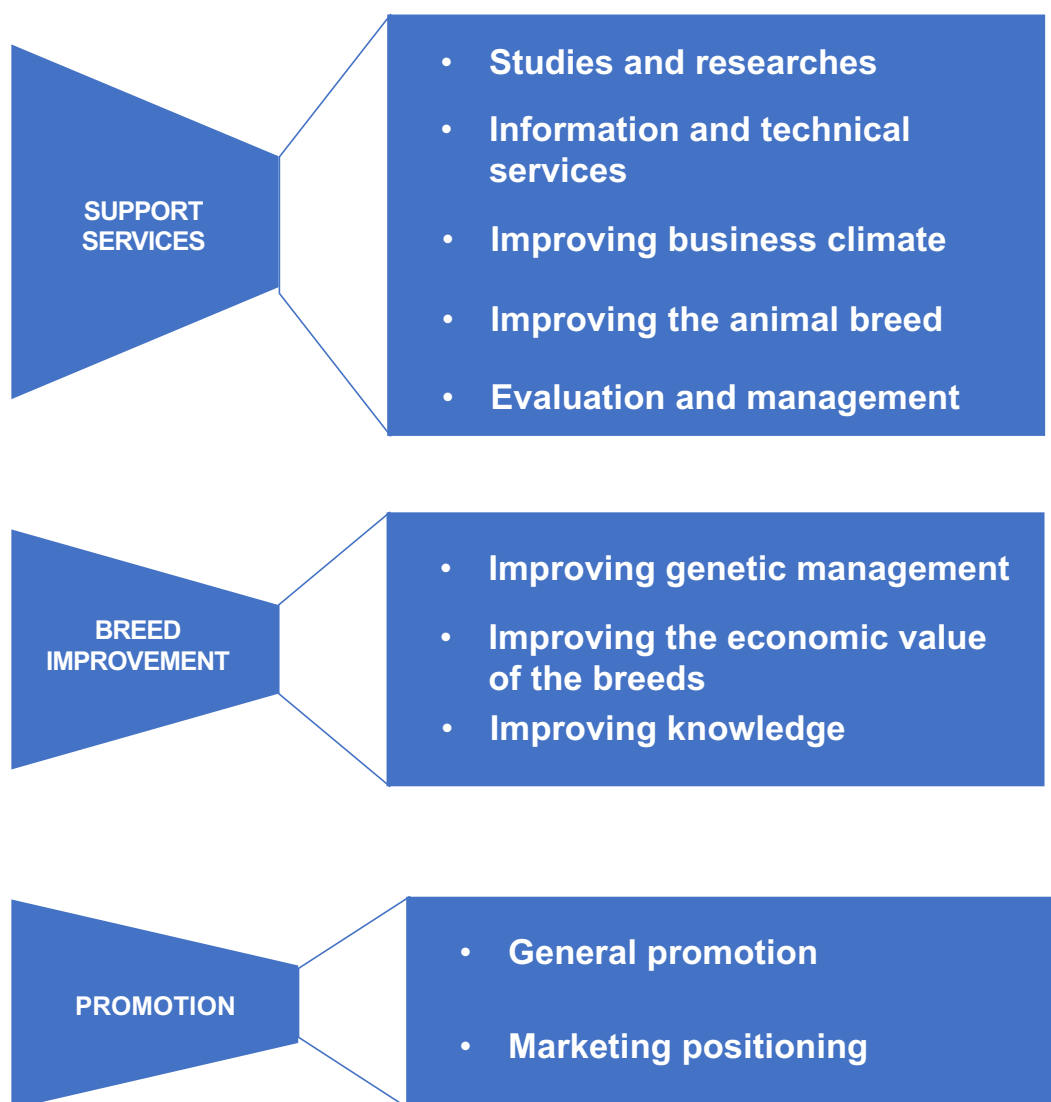 SUPPORT
SERVICES
• Studies and researches
• Information and technical
services
• Improving business climate
• Improving the animal breed
• Evaluation and management
BREED
IMPROVEMENT
• Improving genetic management
• Improving the economic value
of the breeds
• Improving knowledge
PROMOTION
• General promotion
• Marketing positioning